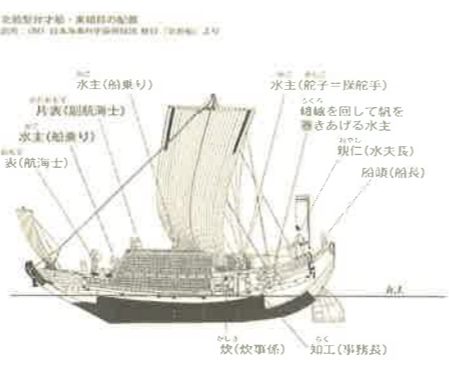 北前型弁才船・乗組員の配置
水主(船乗り)
片表(副航海士)
水主(船乗り)
表(航海士)
水主(舵子=操舵手)
を回して帆を
巻きあげる水主
親仁(水夫長)
船頭(船長)
炊(炊事係)
知工(事務長)